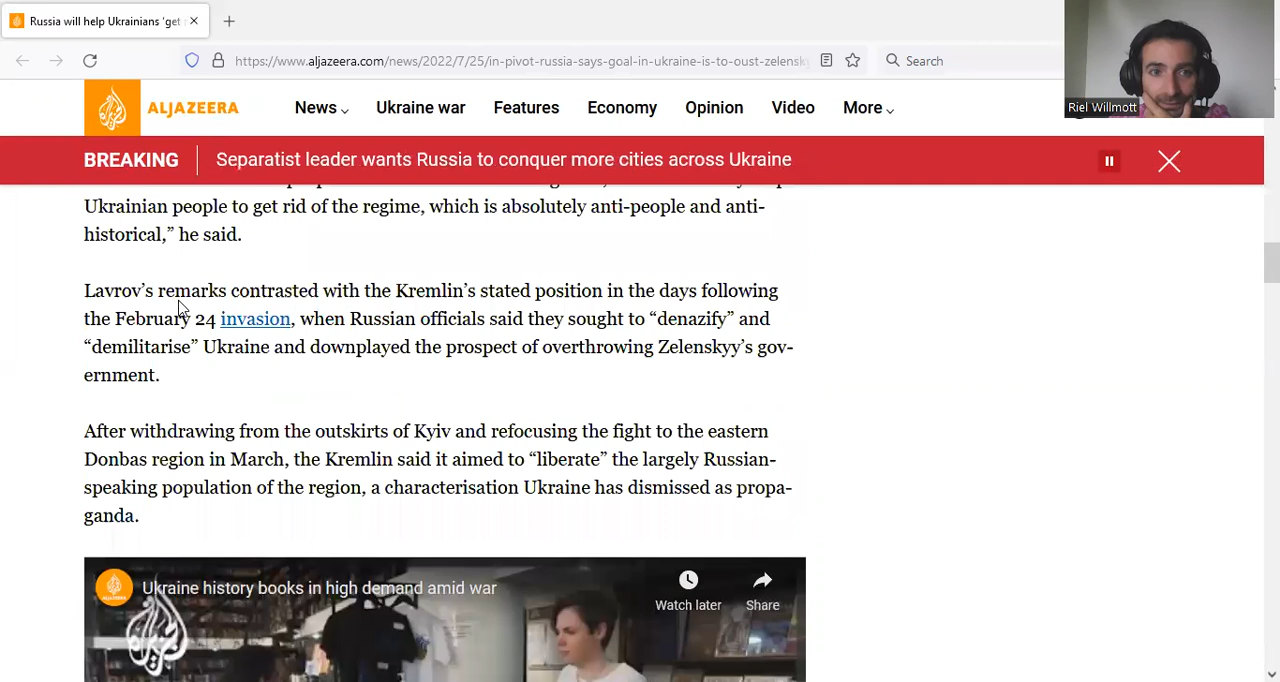 Russia will help Ukrainians ‘get
https://www.aljazeera.com/news/2022/7/25/in-pivot-russia-says-goal-in-ukraine-is-to-oust-zelensky
Search
Riel Willmott
ALJAZEERA
News
Ukraine war
Features
Economy
Opinion
Video
More
BREAKING
Separatist leader wants Russia to conquer more cities across Ukraine
Ukrainian people to get rid of the regime, which is absolutely anti-people and anti-
historical,” he said.
Lavrov’s remarks contrasted with the Kremlin’s stated position in the days following
the February 24 invasion, when Russian officials said they sought to “denazify” and
“demilitarise” Ukraine and downplayed the prospect of overthrowing Zelenskyy’s gov-
ernment.
After withdrawing from the outskirts of Kyiv and refocusing the fight to the eastern
Donbas region in March, the Kremlin said it aimed to “liberate” the largely Russian-
speaking population of the region, a characterisation Ukraine has dismissed as propa-
ganda.
Ukraine history books in high demand amid war
Watch later
Share